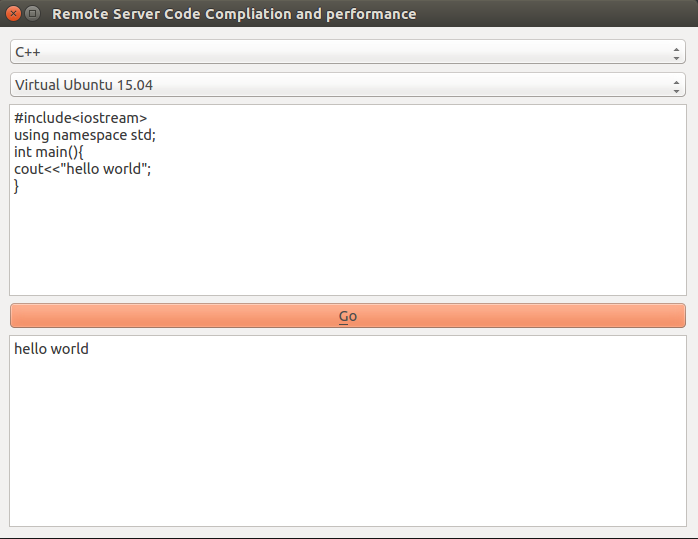 Remote Server Code Compliation and performance
C++
Virtual Ubuntu 15.04
#include<iostream>
using namespace std;
int main(){
cout<<"hello world";
}
Go
hello world